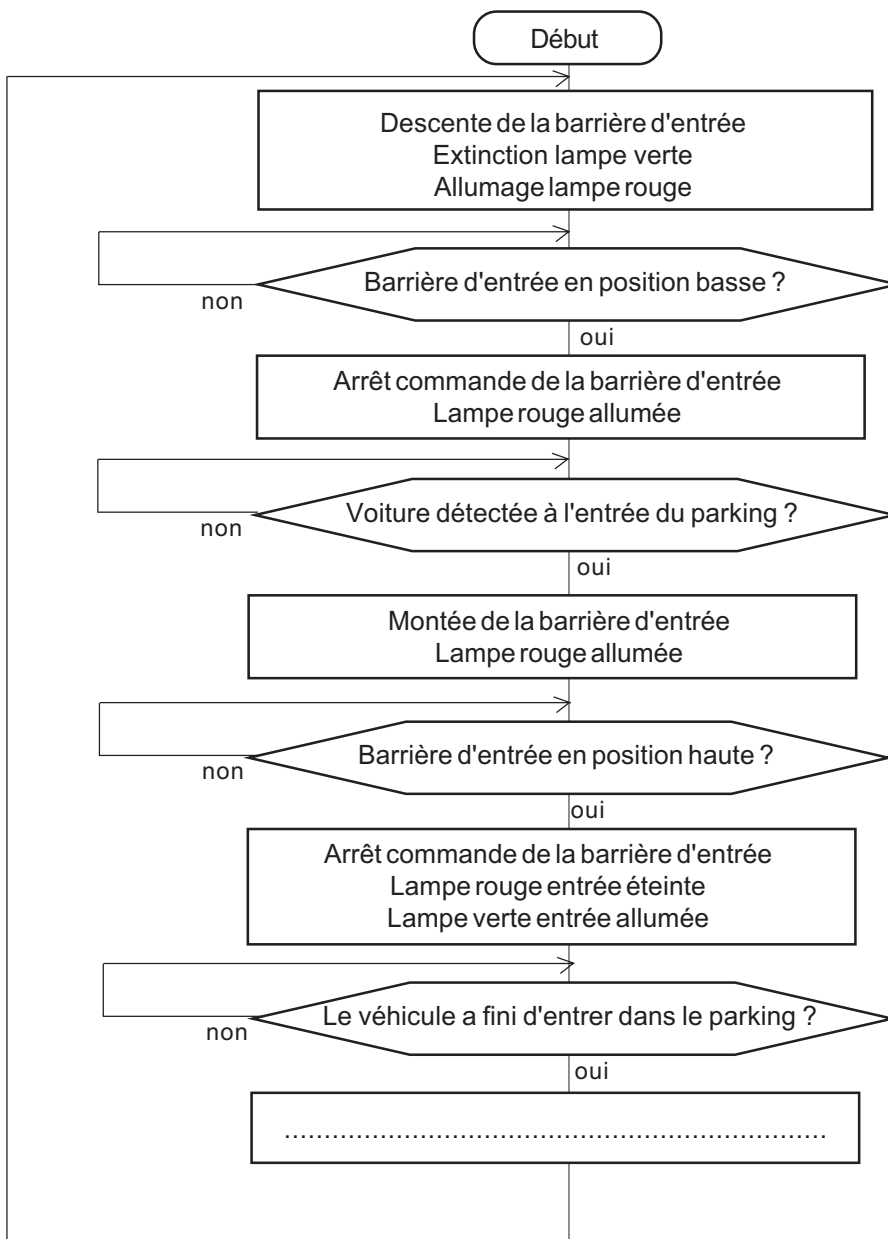 Début
Descente de la barrière d'entrée
Extinction lampe verte
Allumage lampe rouge
Barrière d'entrée en position basse ?
non
oui
Arrêt commande de la barrière d'entrée
Lampe rouge allumée
Voiture détectée à l'entrée du parking ?
non
oui
Montée de la barrière d'entrée
Lampe rouge allumée
Barrière d'entrée en position haute ?
non
oui
Arrêt commande de la barrière d'entrée
Lampe rouge entrée éteinte
Lampe verte entrée allumée
Le véhicule a fini d'entrer dans le parking ?
non
oui
.....................................................................